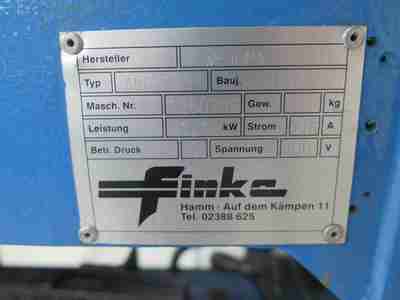 Hersteller
Typ Bauj.
Masch. Nr. Gew. kg
Leistung kW Strom A
Betr. Druck Spannung V
Finke
Hamm - Auf dem Kämpen 11
Tel. 02388 625